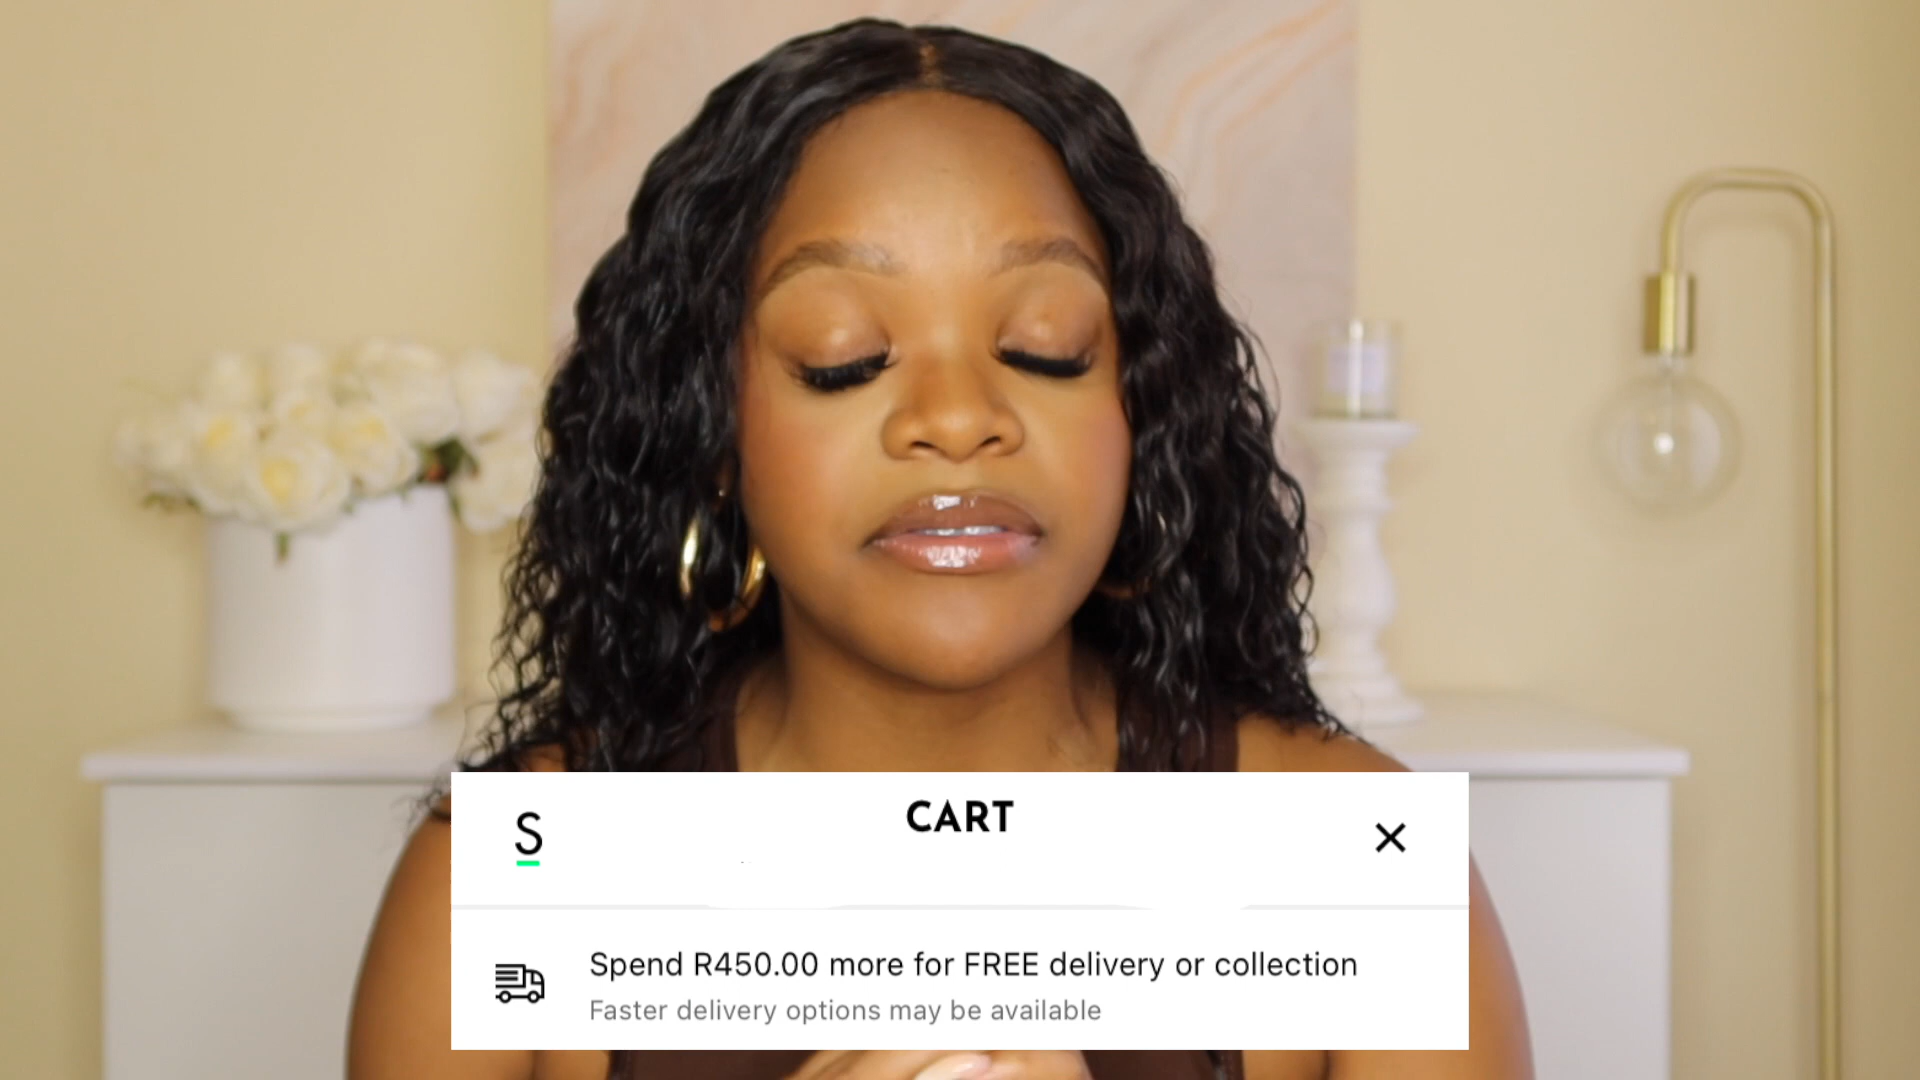 S
CART
Spend R450.00 more for FREE delivery or collection
Faster delivery options may be available